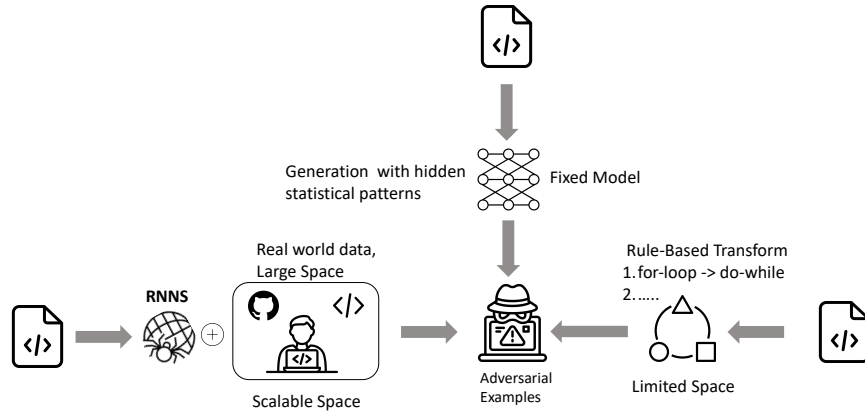 </>
Generation with hidden
statistical patterns
Fixed Model
Real world data,
Large Space
Rule-Based Transform
1. for-loop -> do-while
2. .....
RNNS
</>
</>
</>
</>
Adversarial
Examples
Limited Space
Scalable Space